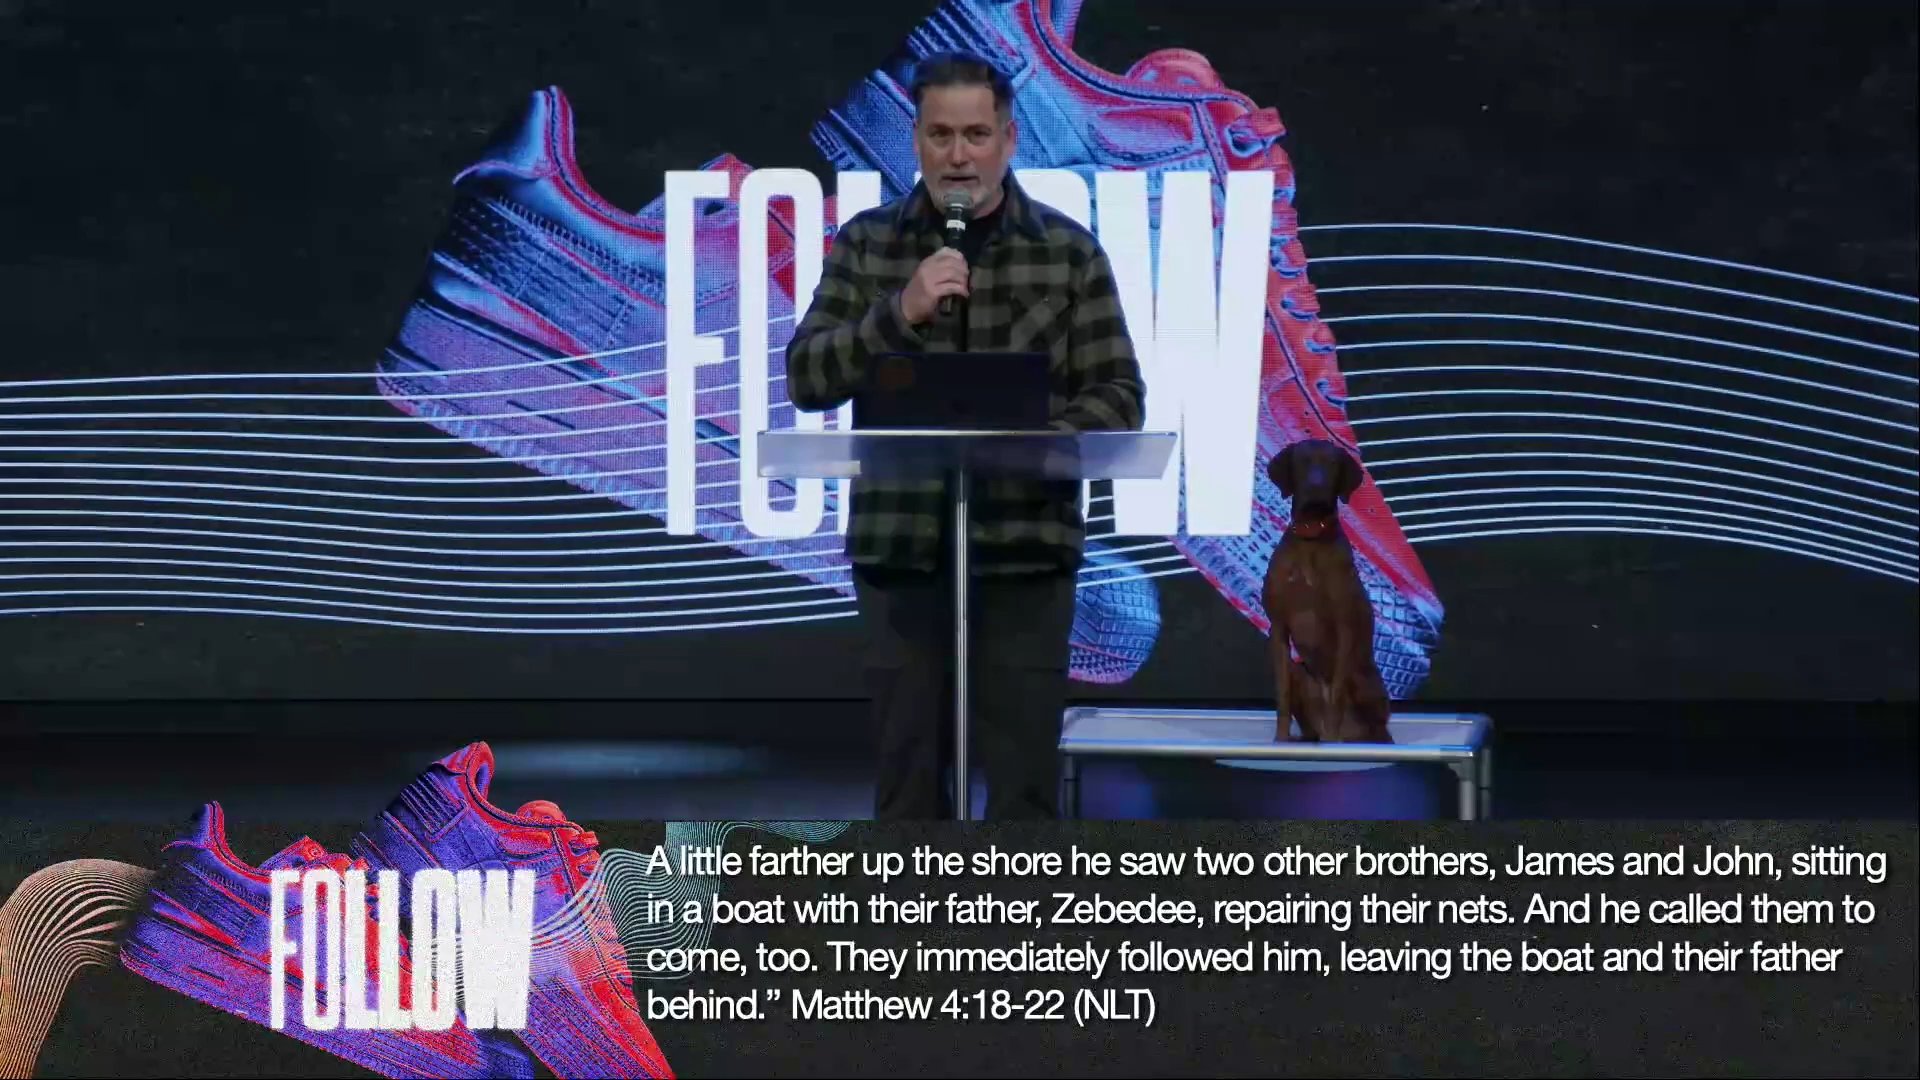 FOLLOW
FOLLOW
A little farther up the shore he saw two other brothers, James and John, sitting
in a boat with their father, Zebedee, repairing their nets. And he called them to
come, too. They immediately followed him, leaving the boat and their father
behind.” Matthew 4:18-22 (NLT)